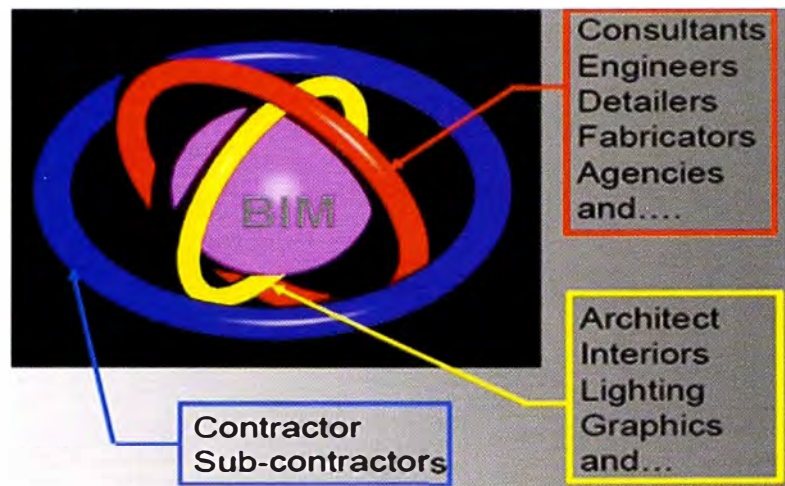 BIM
Consultants
Engineers
Detailers
Fabricators
Agencies
and....
Architect
Interiors
Lighting
Graphics
and...
Contractor
Sub-contractors